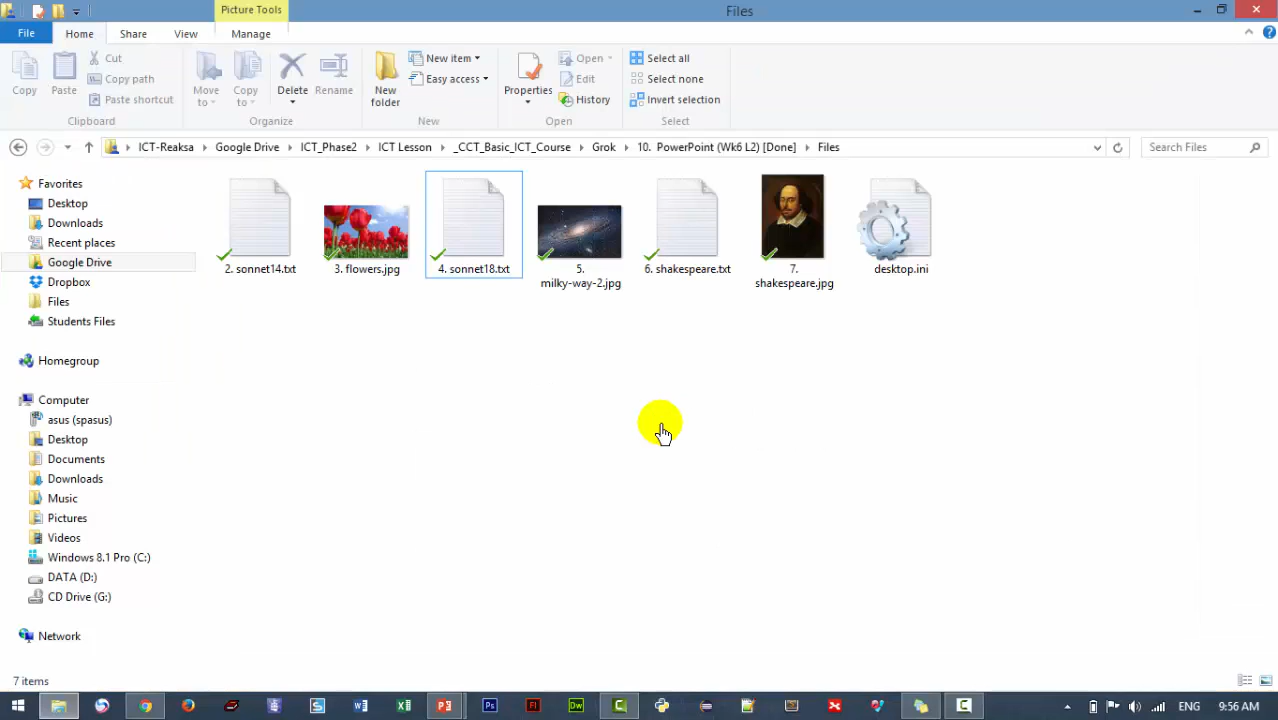 Picture Tools
Files
File
Home
Share
View
Manage
Copy
Paste
Cut
Copy path
Paste shortcut
Clipboard
Move to
Copy to
Delete
Rename
Organize
New folder
New item
Easy access
New
Properties
Open
Edit
History
Open
Select all
Select none
Invert selection
Select
ICT-Reaksa
Google Drive
ICT_Phase2
ICT Lesson
_CCT_Basic_ICT_Course
Grok
10. PowerPoint (Wk6 L2) [Done]
Files
Search Files
Favorites
Desktop
Downloads
Recent places
Google Drive
Dropbox
Files
Students Files
Homegroup
Computer
asus (spasus)
Desktop
Documents
Downloads
Music
Pictures
Videos
Windows 8.1 Pro (C:)
DATA (D:)
CD Drive (G:)
Network
2. sonnet14.txt
3. flowers.jpg
4. sonnet18.txt
5.
milky-way-2.jpg
6. shakespeare.txt
7.
shakespeare.jpg
desktop.ini
7 items
Ps
Fl
Dw
ENG
9:56 AM